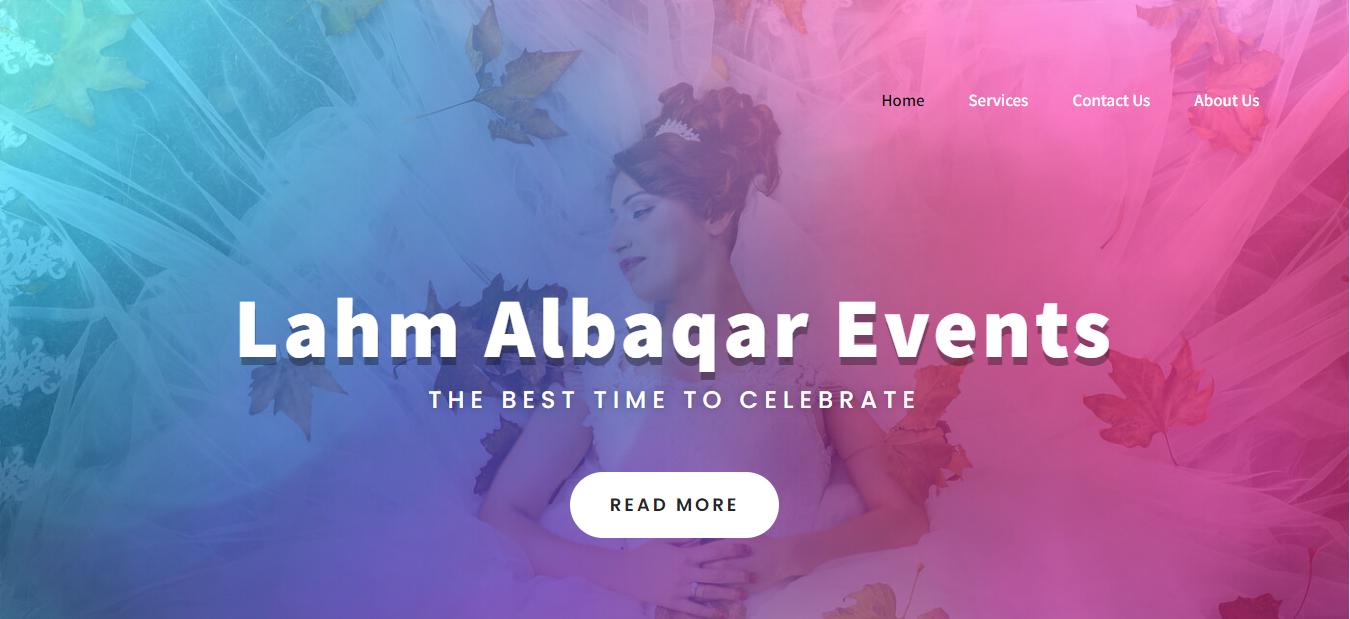 Home Services Contact Us About Us
Lahm Albaqar Events
THE BEST TIME TO CELEBRATE
READ MORE